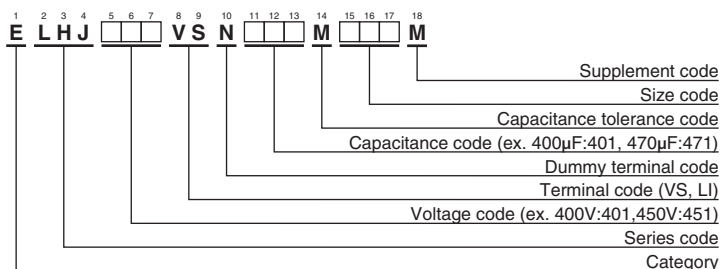 1 2 3 4 5 6 7 8 9 10 11 12 13 14 15 16 17 18
E L H J V S N M M
Supplement code
Size code
Capacitance tolerance code
Capacitance code (ex. 400µF:401, 470µF:471)
Dummy terminal code
Terminal code (VS, LI)
Voltage code (ex. 400V:401,450V:451)
Series code
Category